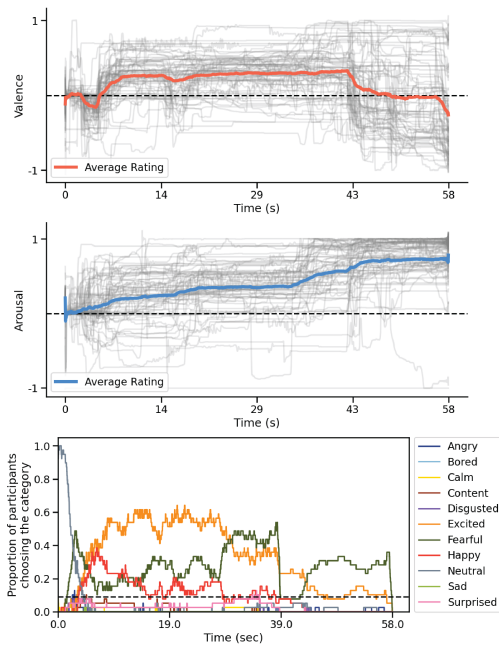 1
Valence
-1
Average Rating
0 14 29 43 58
Time (s)
1
Arousal
-1
Average Rating
0 14 29 43 58
Time (s)
Proportion of participants
choosing the category
1.0
0.8
0.6
0.4
0.2
0.0
0.0 19.0 39.0 58.0
Time (sec)
Angry
Bored
Calm
Content
Disgusted
Excited
Fearful
Happy
Neutral
Sad
Surprised